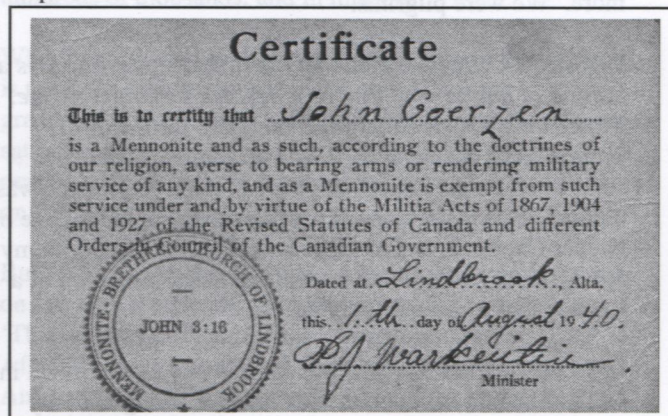 Certificate
This is to certify that John Goerzen
is a Mennonite and as such, according to the doctrines of
our religion, averse to bearing arms or rendering military
service of any kind, and as a Mennonite is exempt from such
service under and by virtue of the Militia Acts of 1867, 1904
and 1927 of the Revised Statutes of Canada and different
Orders-in-Council of the Canadian Government.
Dated at Lindbrook, Alta.
this 1.th day of August 1940.
P.J. Warkentin
Minister
MENNONITE-BRETHREN CHURCH OF LINDBROOK
JOHN 3:16